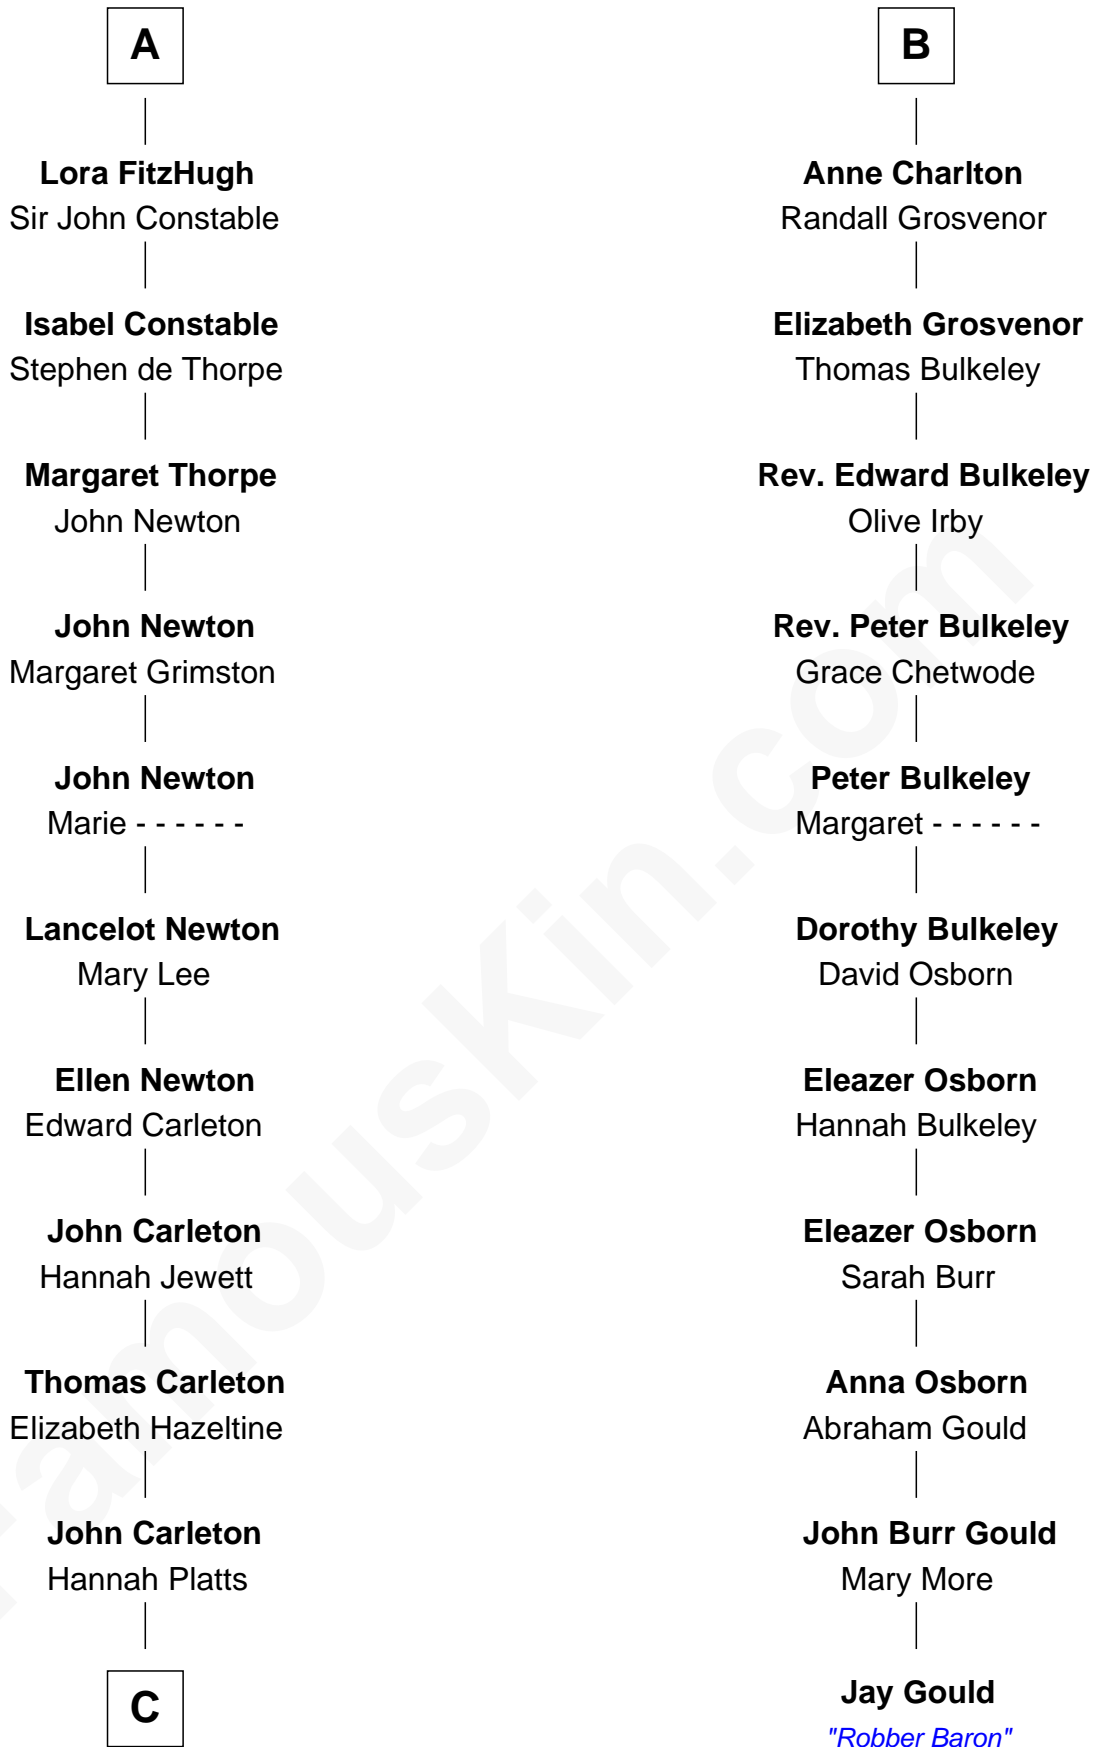 A
Lora FitzHugh
Sir John Constable
Isabel Constable
Stephen de Thorpe
Margaret Thorpe
John Newton
John Newton
Margaret Grimston
John Newton
Marie - - - - - -
Lancelot Newton
Mary Lee
Ellen Newton
Edward Carleton
John Carleton
Hannah Jewett
Thomas Carleton
Elizabeth Hazeltine
John Carleton
Hannah Platts
C
B
Anne Charlton
Randall Grosvenor
Elizabeth Grosvenor
Thomas Bulkeley
Rev. Edward Bulkeley
Olive Irby
Rev. Peter Bulkeley
Grace Chetwode
Peter Bulkeley
Margaret - - - - - -
Dorothy Bulkeley
David Osborn
Eleazer Osborn
Hannah Bulkeley
Eleazer Osborn
Sarah Burr
Anna Osborn
Abraham Gould
John Burr Gould
Mary More
Jay Gould
"Robber Baron"
FamousKin.com